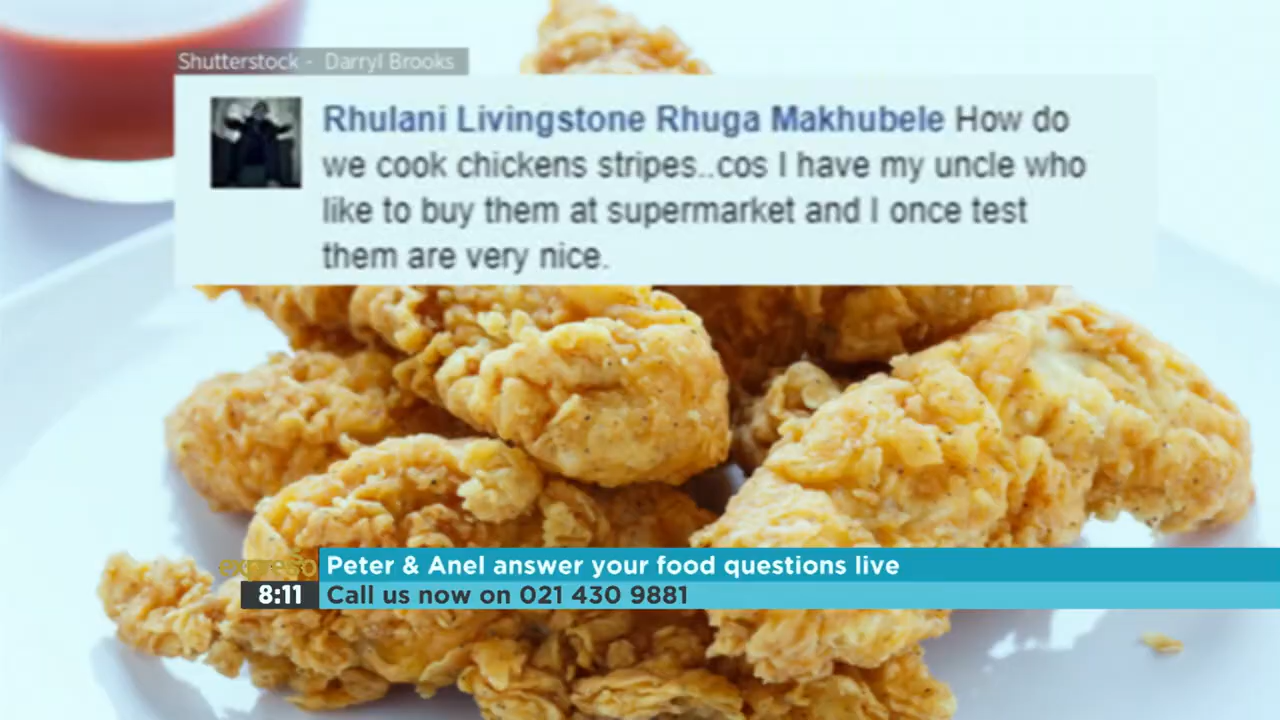 Shutterstock - Darryl Brooks
Rhulani Livingstone Rhuga Makhubele How do
we cook chickens stripes..cos I have my uncle who
like to buy them at supermarket and I once test
them are very nice.
expresso
Peter & Anel answer your food questions live
8:11 Call us now on 021 430 9881